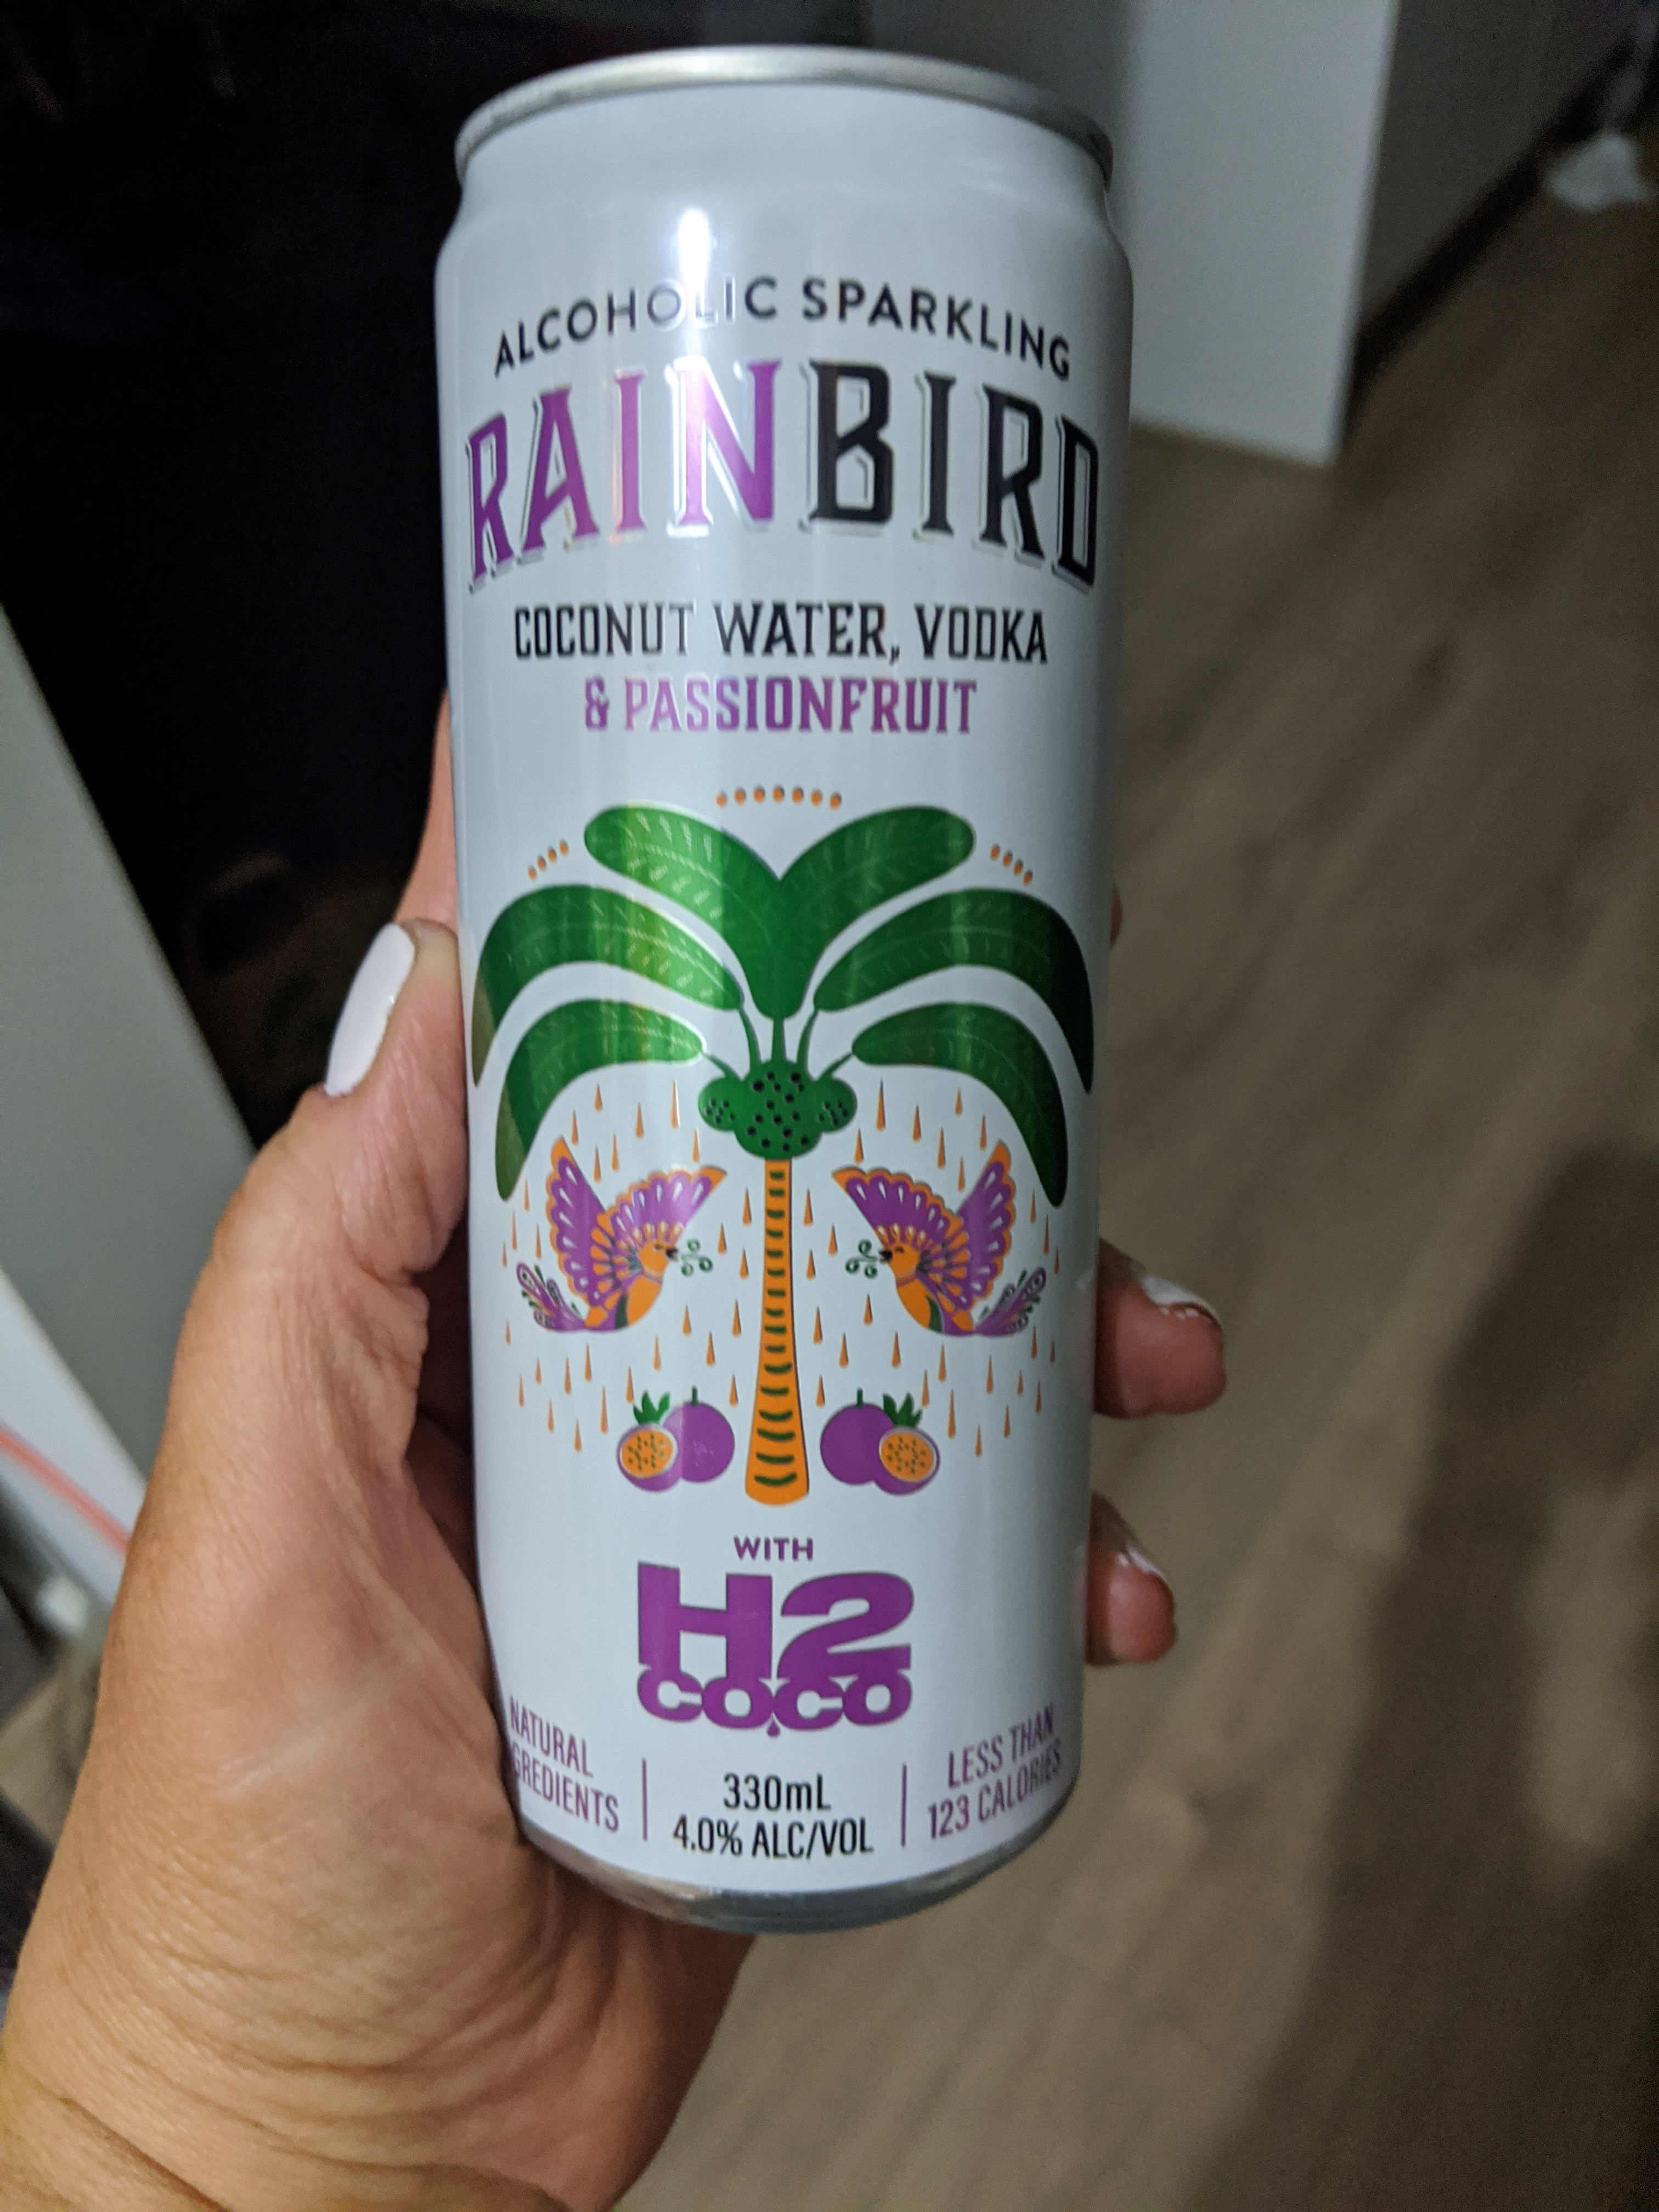 ALCOHOLIC SPARKLING
RAINBIRD
COCONUT WATER, VODKA
& PASSIONFRUIT
WITH
H2
COCO
NATURAL
GREDIENTS
330mL
4.0% ALC/VOL
LESS THAN
123 CALORIES